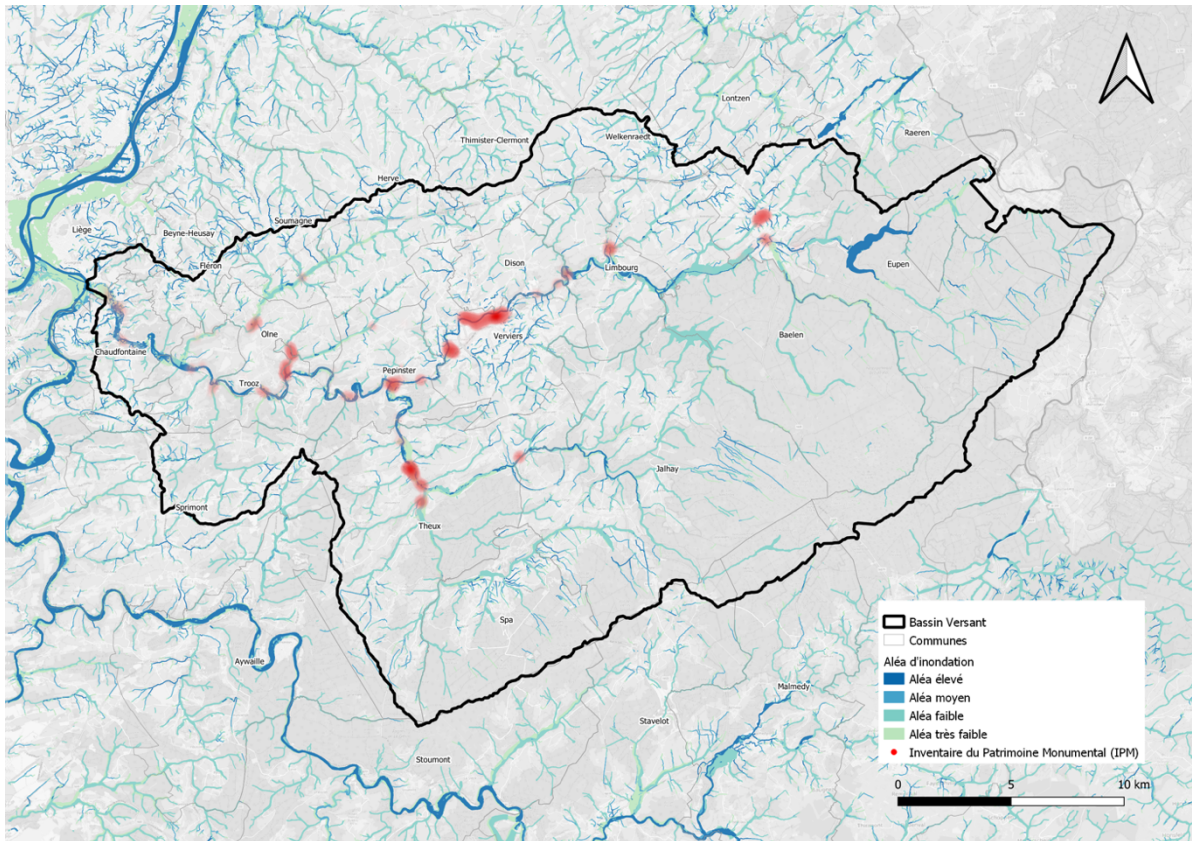 Lontzen
Raeren
Welkenraedt
Thimister-Clermont
Herve
Soumagne
Liège
Beyne-Heusay
Fléron
Dison
Limbourg
Eupen
Olne
Verviers
Baelen
Chaudfontaine
Trooz
Pepinster
Jalhay
Sprimont
Theux
Spa
Aywaille
Malmedy
Stavelot
Stoumont
Bassin Versant
Communes
Aléa d'inondation
Aléa élevé
Aléa moyen
Aléa faible
Aléa très faible
Inventaire du Patrimoine Monumental (IPM)
0 5 10 km